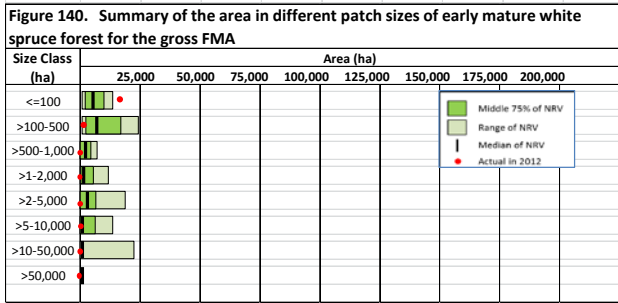 Figure 140. Summary of the area in different patch sizes of early mature white
spruce forest for the gross FMA
Size Class
(ha)
Area (ha)
25,000 50,000 75,000 100,000 125,000 150,000 175,000 200,000
<=100
>100-500
>500-1,000
>1-2,000
>2-5,000
>5-10,000
>10-50,000
>50,000
Middle 75% of NRV
Range of NRV
Median of NRV
Actual in 2012